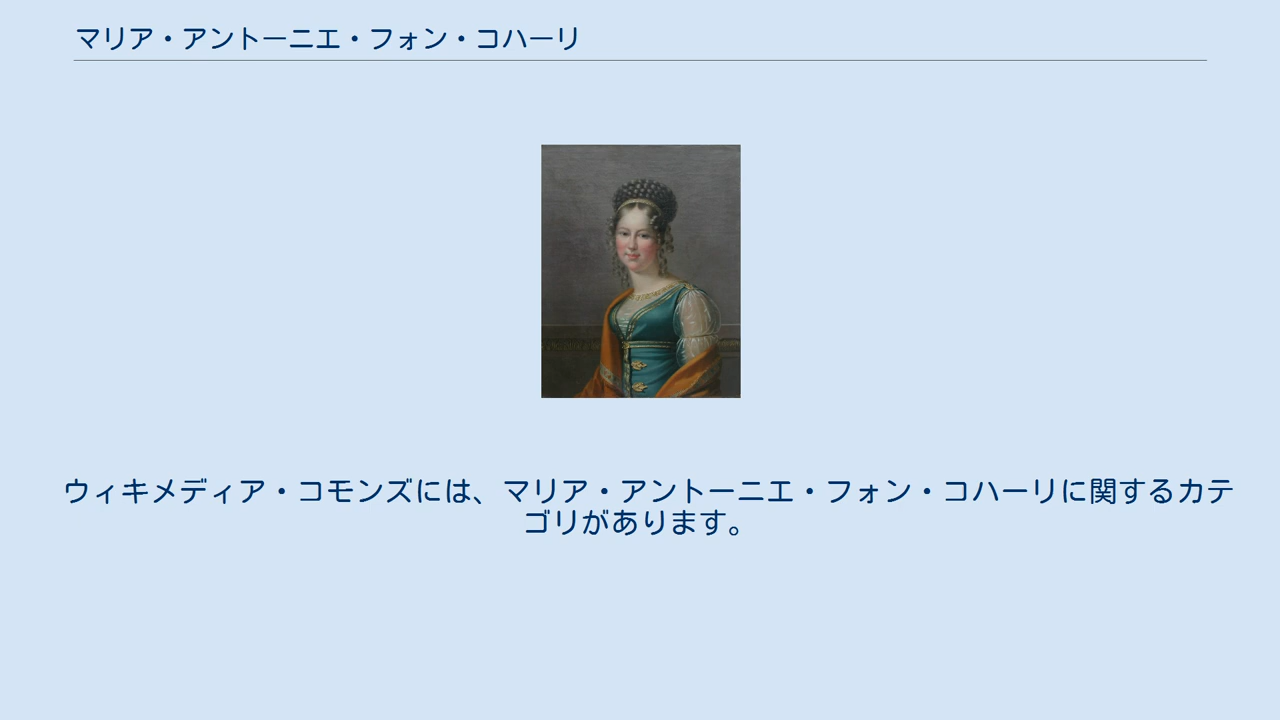 マリア・アントーニエ・フォン・コハーリ
ウィキメディア・コモンズには、マリア・アントーニエ・フォン・コハーリに関するカテ
ゴリがあります。